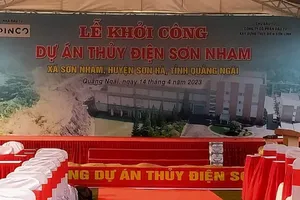 PINCO
LỄ KHỞI CÔNG
DỰ ÁN THỦY ĐIỆN SƠN NHAM
XÃ SƠN NHAM, HUYỆN SƠN HÀ, TỈNH QUẢNG NGÃI
Quảng Ngãi, ngày 14 tháng 4 năm 2023
NG DỰ ÁN THỦY ĐIỆN SƠ